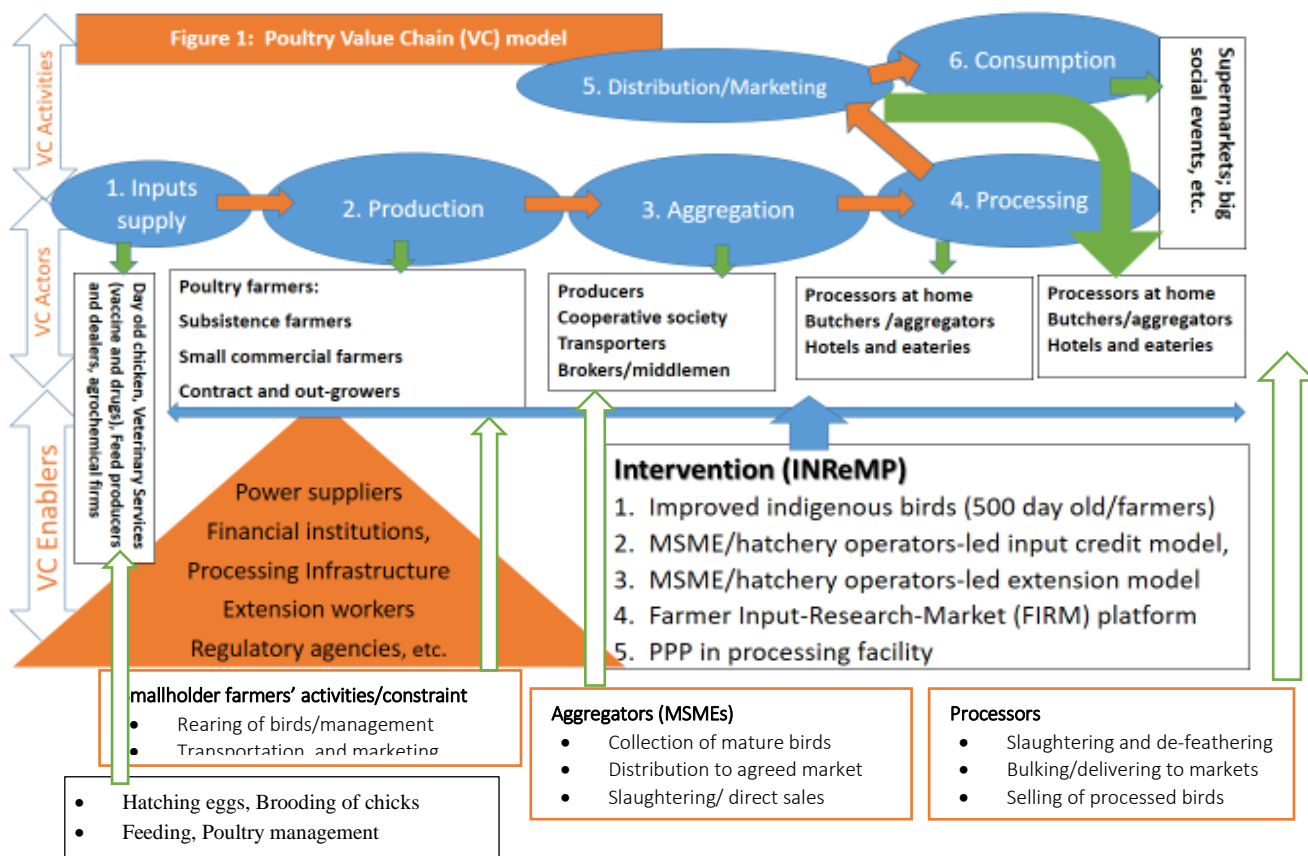 Figure 1: Poultry Value Chain (VC) model
VC Activities
VC Actors
VC Enablers
1. Inputs
supply
2. Production
3. Aggregation
4. Processing
5. Distribution/Marketing
6. Consumption
Supermarkets; big
social events, etc.
Day old chicken, Veterinary Services
(vaccine and drugs), Feed producers
and dealers, agrochemical firms
Poultry farmers:
Subsistence farmers
Small commercial farmers
Contract and out-growers
Producers
Cooperative society
Transporters
Brokers/middlemen
Processors at home
Butchers /aggregators
Hotels and eateries
Processors at home
Butchers/aggregators
Hotels and eateries
Power suppliers
Financial institutions,
Processing Infrastructure
Extension workers
Regulatory agencies, etc.
Intervention (INReMP)
1. Improved indigenous birds (500 day old/farmers)
2. MSME/hatchery operators-led input credit model,
3. MSME/hatchery operators-led extension model
4. Farmer Input-Research-Market (FIRM) platform
5. PPP in processing facility
mallholder farmers' activities/constraint
• Rearing of birds/management
• Transportation and marketing
• Hatching eggs, Brooding of chicks
• Feeding, Poultry management
Aggregators (MSMEs)
• Collection of mature birds
• Distribution to agreed market
• Slaughtering/ direct sales
Processors
• Slaughtering and de-feathering
• Bulking/delivering to markets
• Selling of processed birds